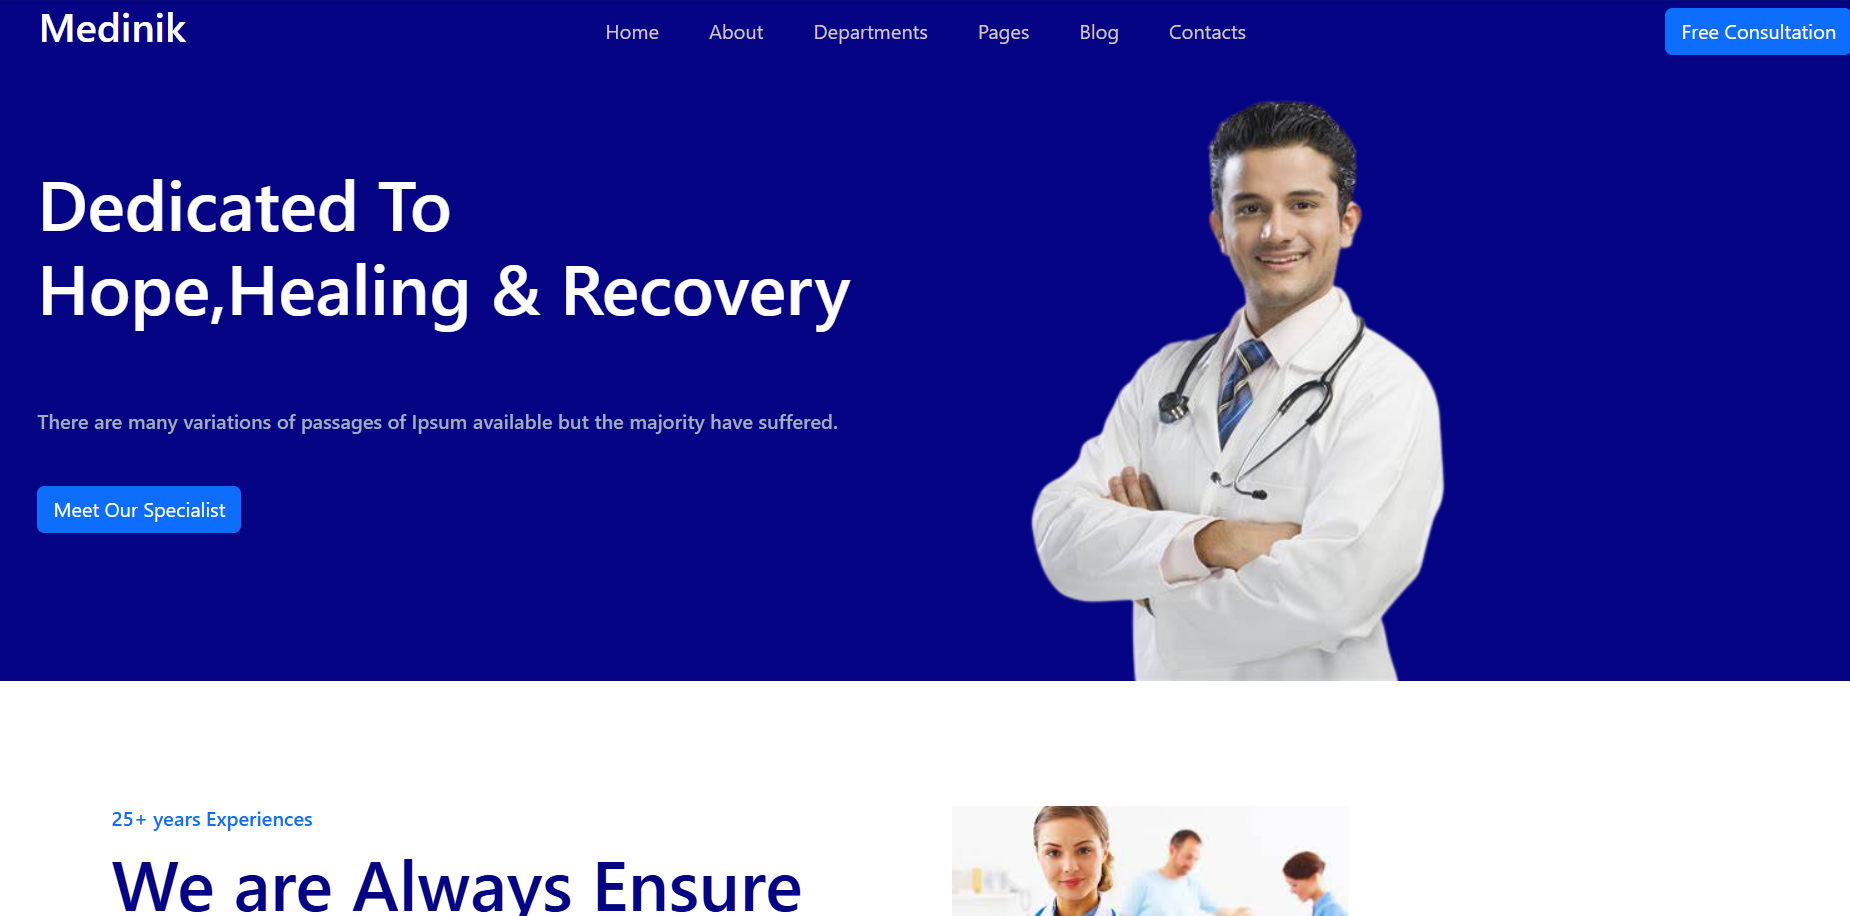 Medinik
Home
About
Departments
Pages
Blog
Contacts
Free Consultation
Dedicated To
Hope,Healing & Recovery
There are many variations of passages of Ipsum available but the majority have suffered.
Meet Our Specialist
25+ years Experiences
We are Always Ensure